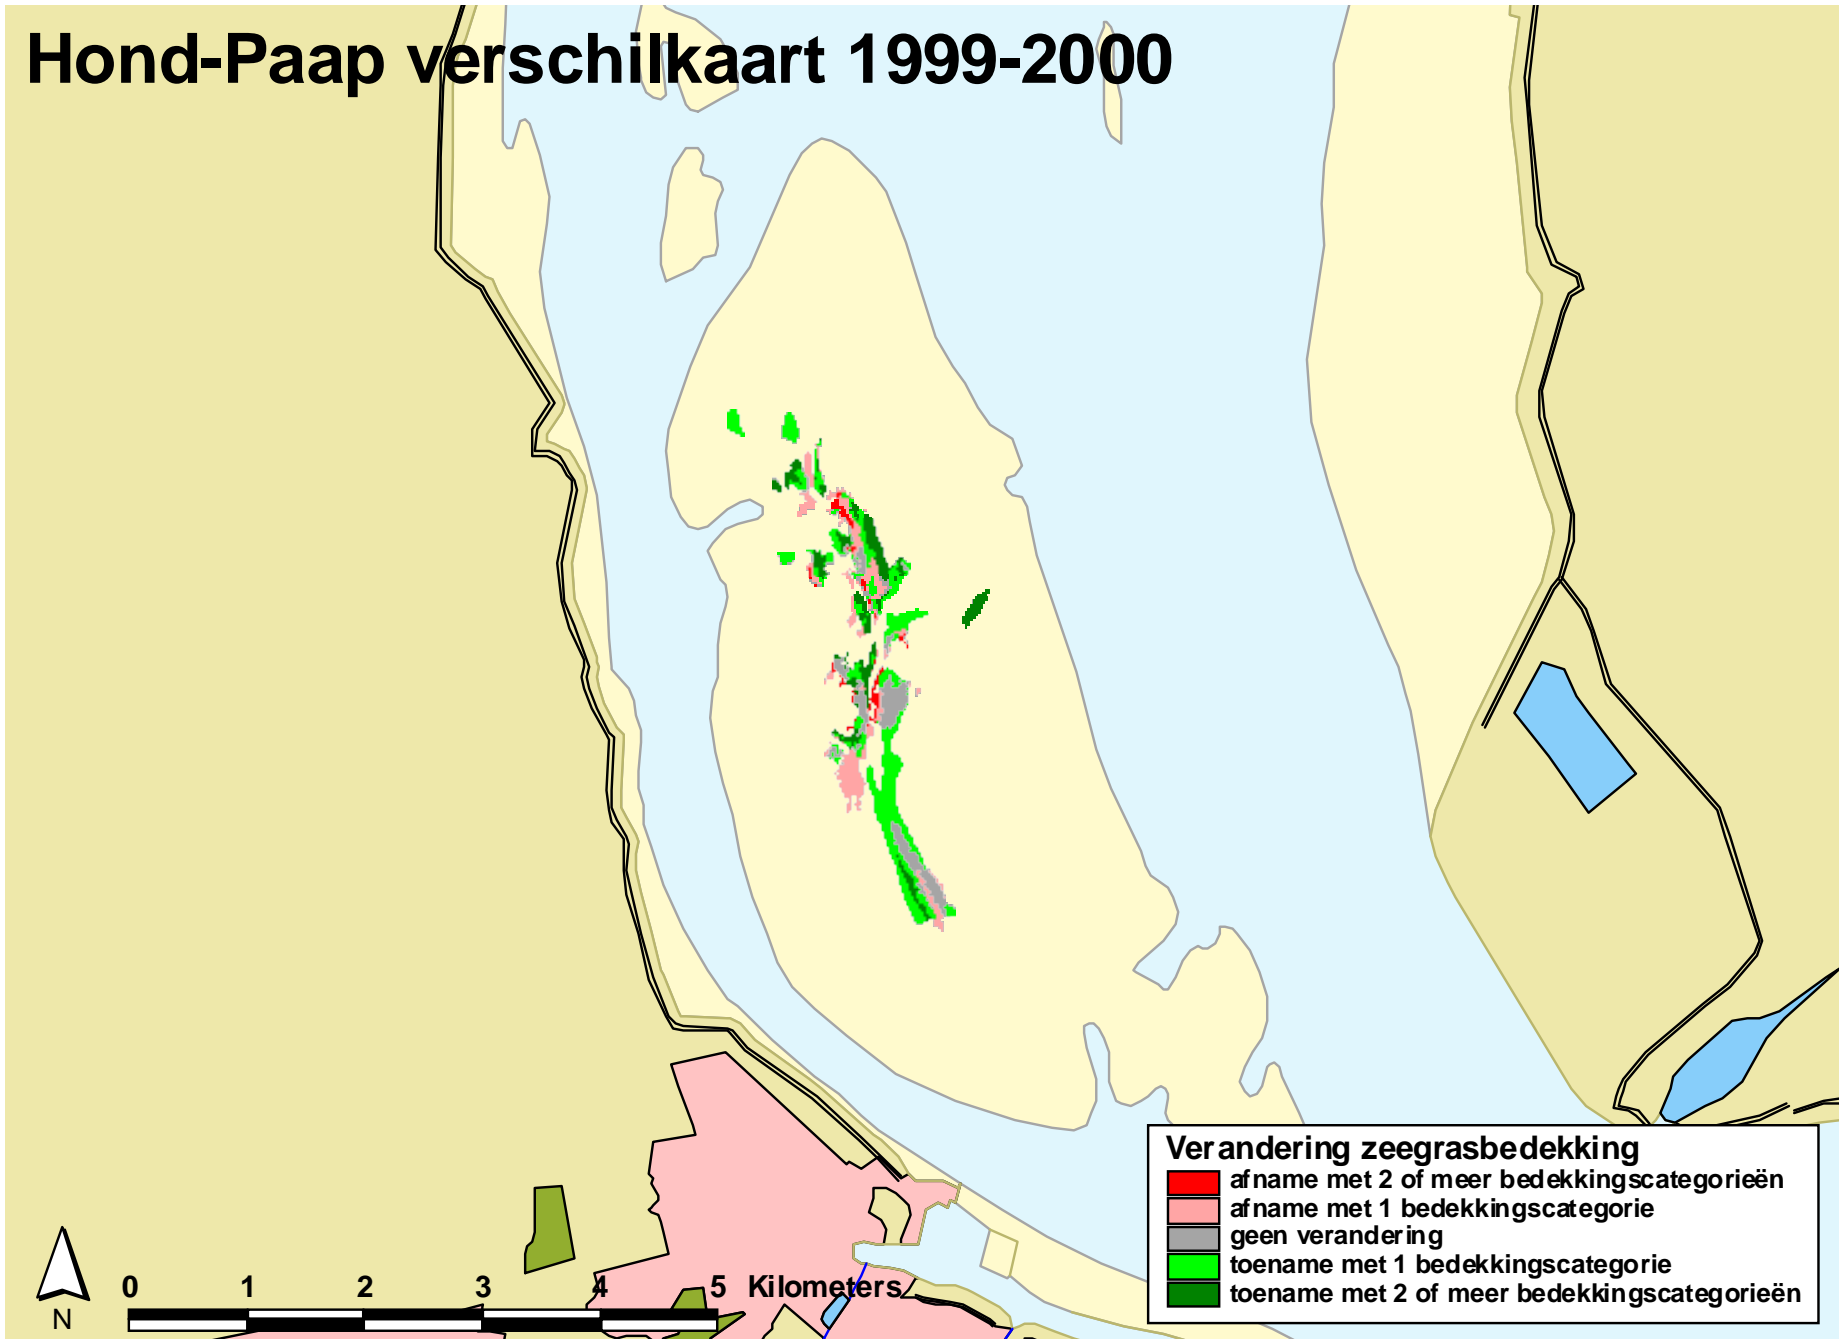 Hond-Paap verschilkaart 1999-2000
Verandering zeegrasbedekking
afname met 2 of meer bedekkingscategorieën
afname met 1 bedekkingscategorie
geen verandering
toename met 1 bedekkingscategorie
toename met 2 of meer bedekkingscategorieën
0 1 2 3 4 5 Kilometers
N